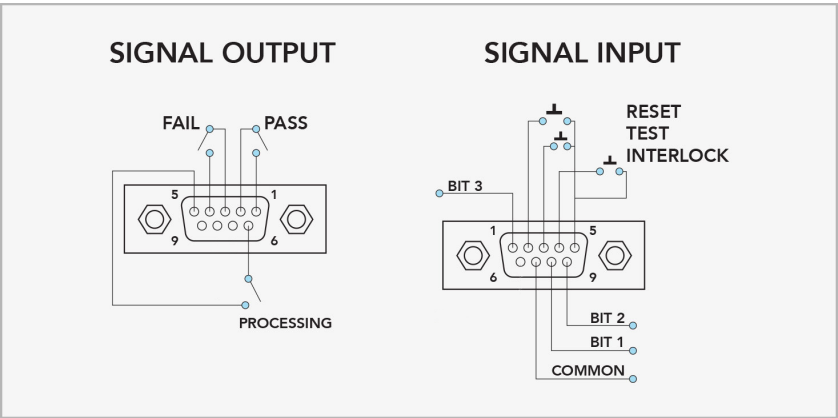 SIGNAL OUTPUT
FAIL
PASS
5
1
9
6
PROCESSING
SIGNAL INPUT
RESET
TEST
INTERLOCK
BIT 3
1
5
6
9
BIT 2
BIT 1
COMMON